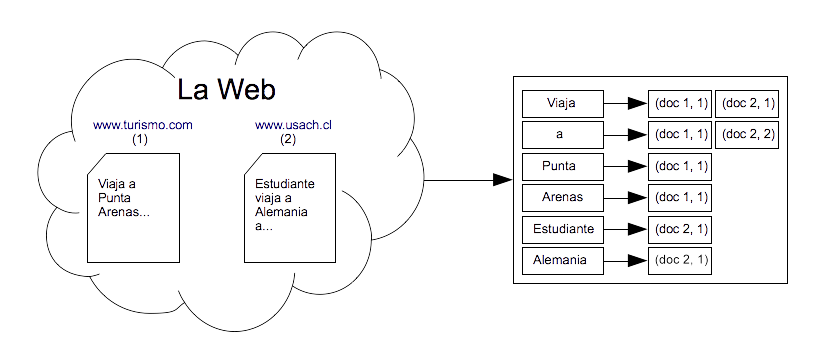 La Web
www.turismo.com
(1)
www.usach.cl
(2)
Viaja a
Punta
Arenas...
Estudiante
viaja a
Alemania
a...
Viaja (doc 1, 1) (doc 2, 1)
a (doc 1, 1) (doc 2, 2)
Punta (doc 1, 1)
Arenas (doc 1, 1)
Estudiante (doc 2, 1)
Alemania (doc 2, 1)